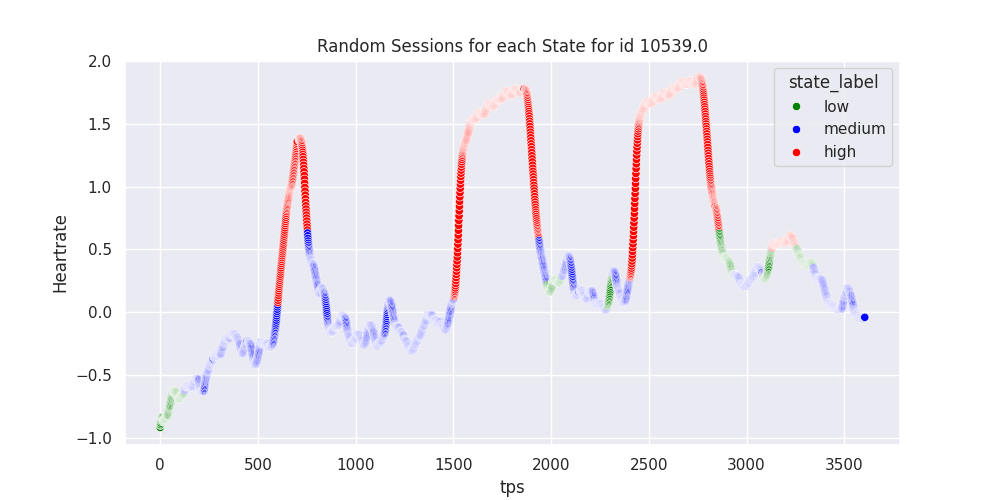 Random Sessions for each State for id 10539.0
Heartrate
2.0
1.5
1.0
0.5
0.0
−0.5
−1.0
state_label
low
medium
high
0
500
1000
1500
2000
2500
3000
3500
tps